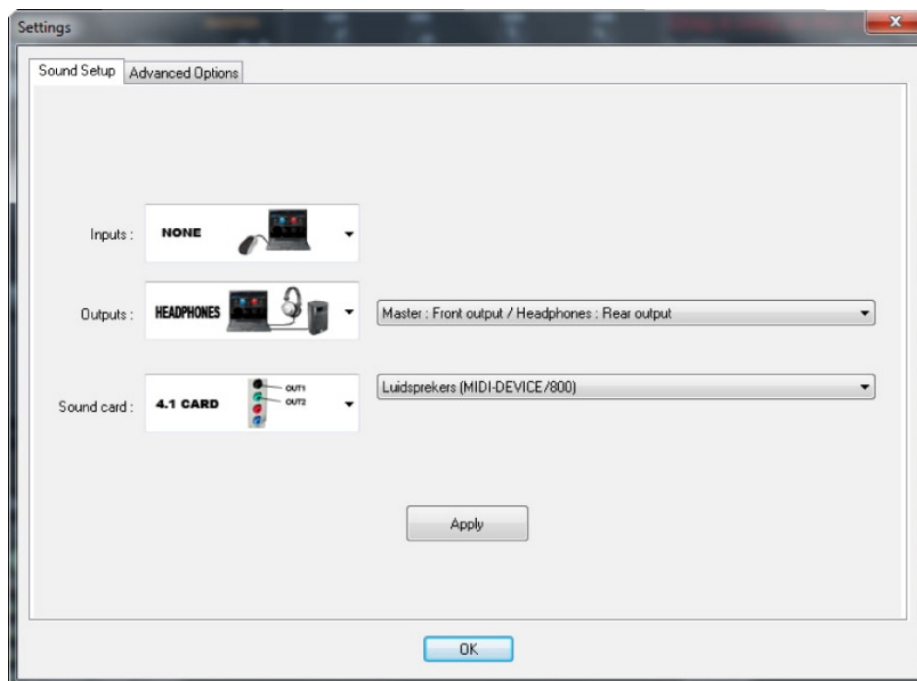 Settings
Sound Setup
Advanced Options
Inputs :
NONE
Outputs :
HEADPHONES
Master : Front output / Headphones : Rear output
Sound card :
4.1 CARD
OUT1
OUT2
Luidsprekers (MIDI-DEVICE/800)
Apply
OK